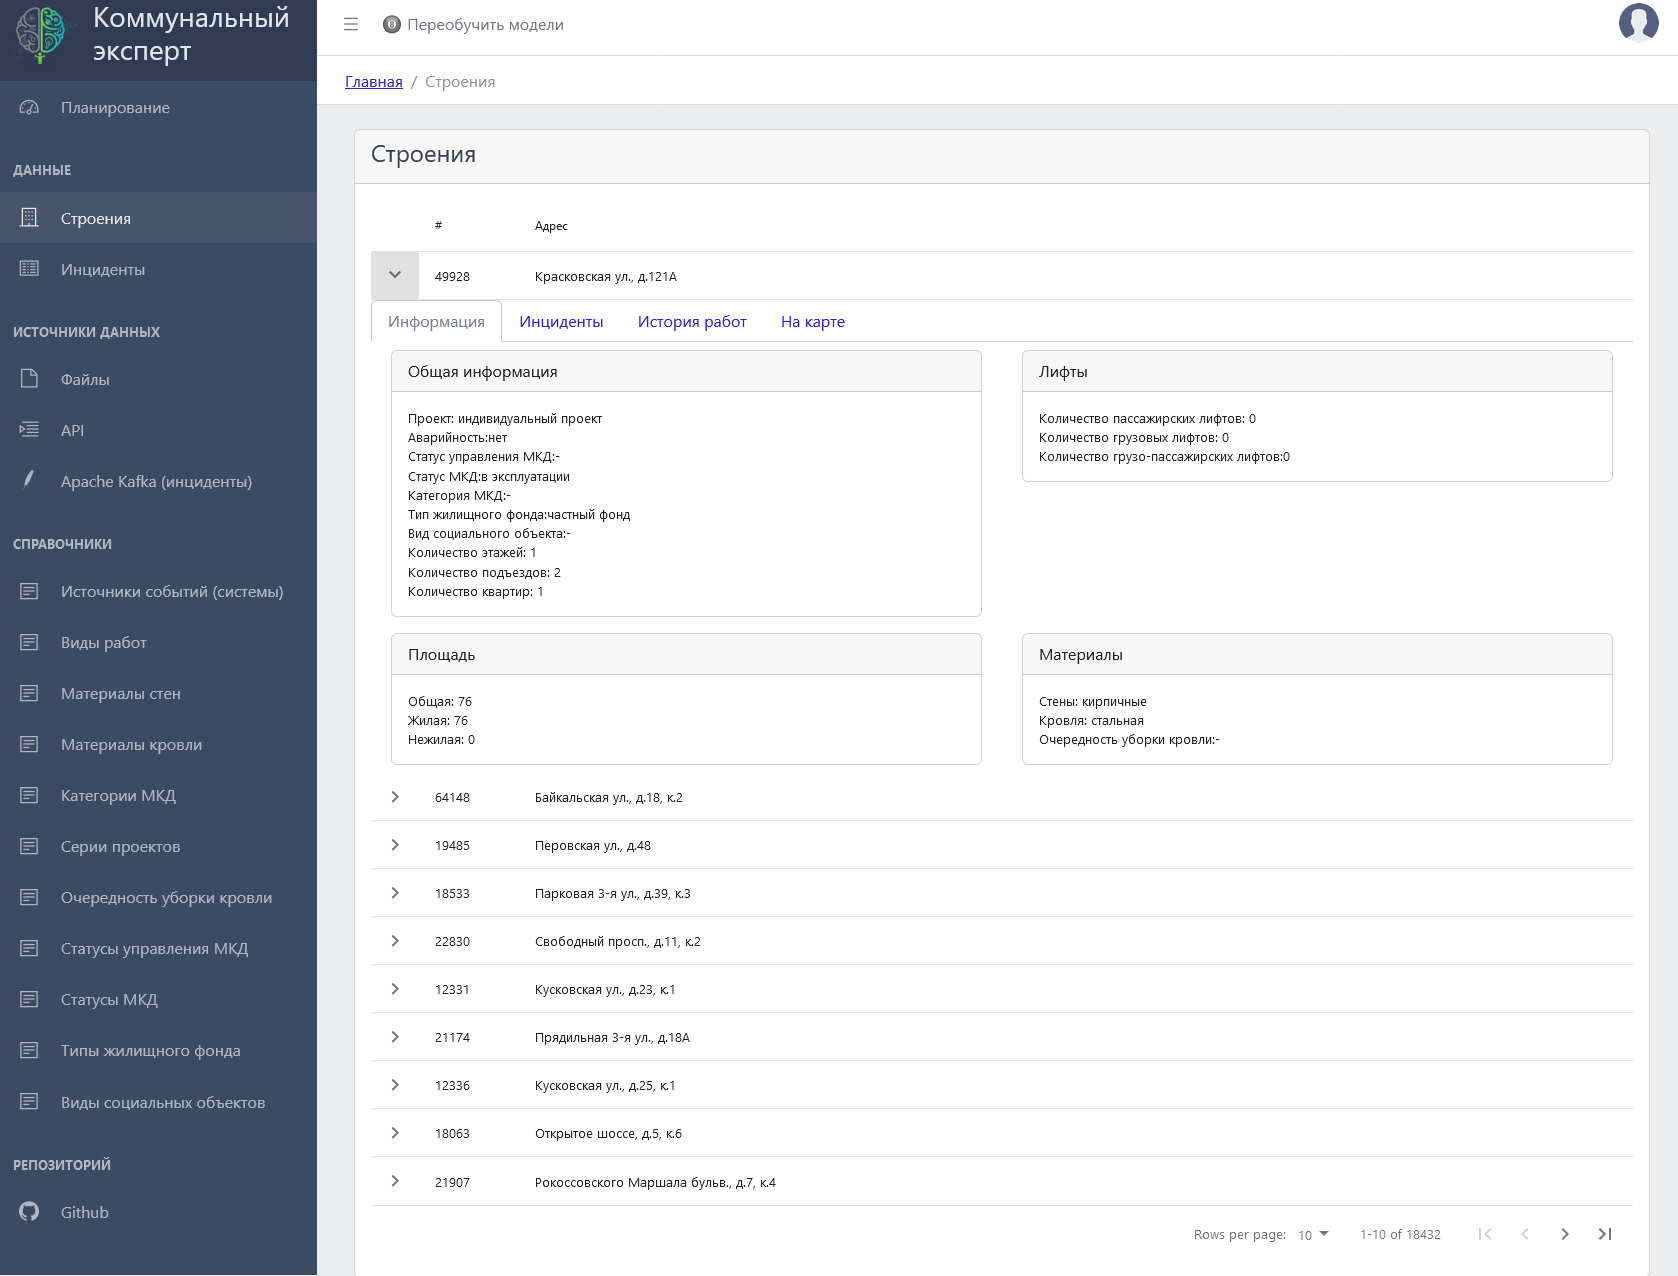 Коммунальный
эксперт
Планирование
ДАННЫЕ
Строения
Инциденты
ИСТОЧНИКИ ДАННЫХ
Файлы
API
Apache Kafka (инциденты)
СПРАВОЧНИКИ
Источники событий (системы)
Виды работ
Материалы стен
Материалы кровли
Категории МКД
Серии проектов
Очередность уборки кровли
Статусы управления МКД
Статусы МКД
Типы жилищного фонда
Виды социальных объектов
РЕПОЗИТОРИЙ
Github
Переобучить модели
Главная / Строения
Строения
# Адрес
49928 Красковская ул., д.121А
Информация Инциденты История работ На карте
Общая информация
Проект: индивидуальный проект
Аварийность:нет
Статус управления МКД:-
Статус МКД:в эксплуатации
Категория МКД:-
Тип жилищного фонда:частный фонд
Вид социального объекта:-
Количество этажей: 1
Количество подъездов: 2
Количество квартир: 1
Лифты
Количество пассажирских лифтов: 0
Количество грузовых лифтов: 0
Количество грузо-пассажирских лифтов:0
Площадь
Общая: 76
Жилая: 76
Нежилая: 0
Материалы
Стены: кирпичные
Кровля: стальная
Очередность уборки кровли:-
64148 Байкальская ул., д.18, к.2
19485 Перовская ул., д.48
18533 Парковая 3-я ул., д.39, к.3
22830 Свободный просп., д.11, к.2
12331 Кусковская ул., д.23, к.1
21174 Прядильная 3-я ул., д.18А
12336 Кусковская ул., д.25, к.1
18063 Открытое шоссе, д.5, к.6
21907 Рокоссовского Маршала бульв., д.7, к.4
Rows per page: 10 1-10 of 18432